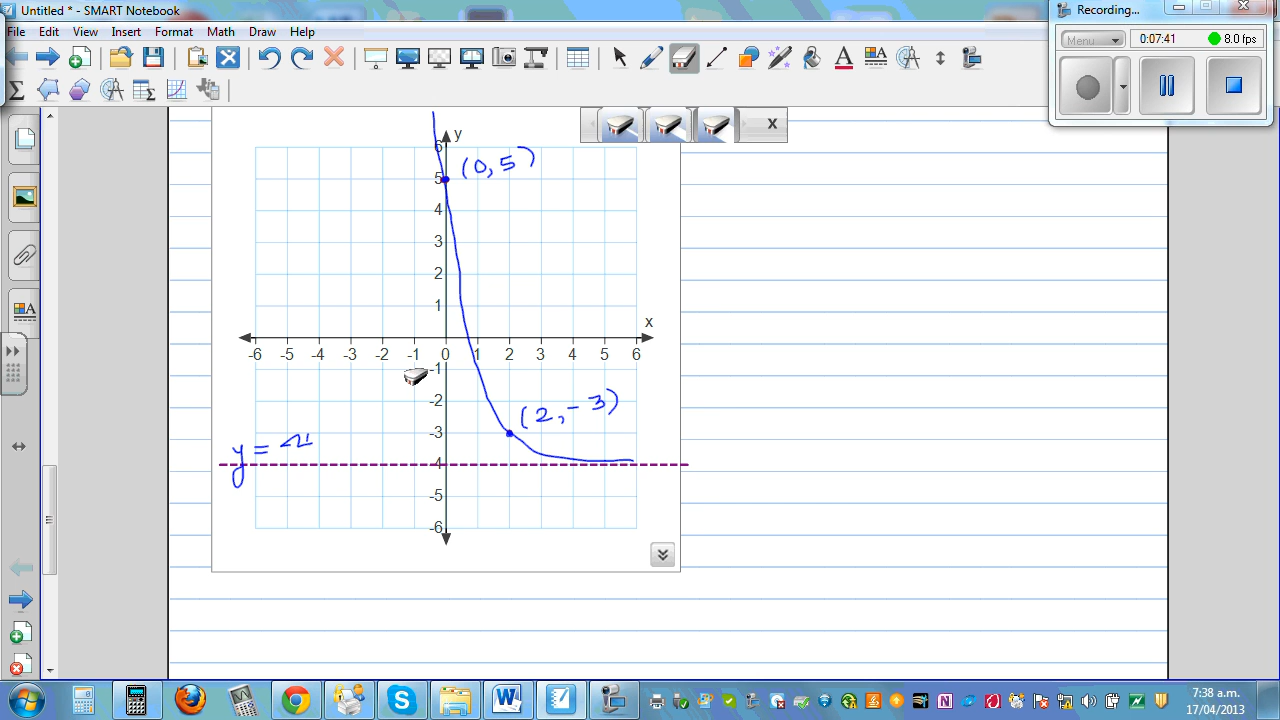 Untitled * - SMART Notebook
File Edit View Insert Format Math Draw Help
Recording...
Menu 0:07:41 8.0 fps
x
y
(0, 5)
6
5
4
3
2
1
x
-6 -5 -4 -3 -2 -1 0 1 2 3 4 5 6
-1
-2
(2, -3)
-3
y =
-4
-5
-6
7:38 a.m.
17/04/2013